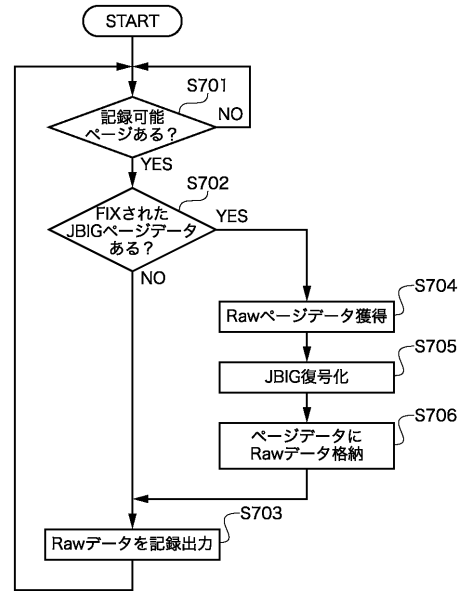 START
S701
記録可能
ページある？
NO
YES
S702
FIXされた
JBIGページデータ
ある？
YES
NO
S704
Rawページデータ獲得
S705
JBIG復号化
S706
ページデータに
Rawデータ格納
S703
Rawデータを記録出力